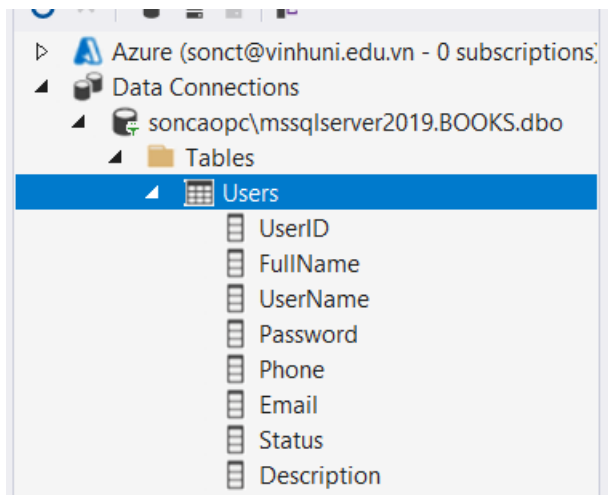 Azure (sonct@vinhuni.edu.vn - 0 subscriptions)
Data Connections
soncaopc\mssqlserver2019.BOOKS.dbo
Tables
Users
UserID
FullName
UserName
Password
Phone
Email
Status
Description